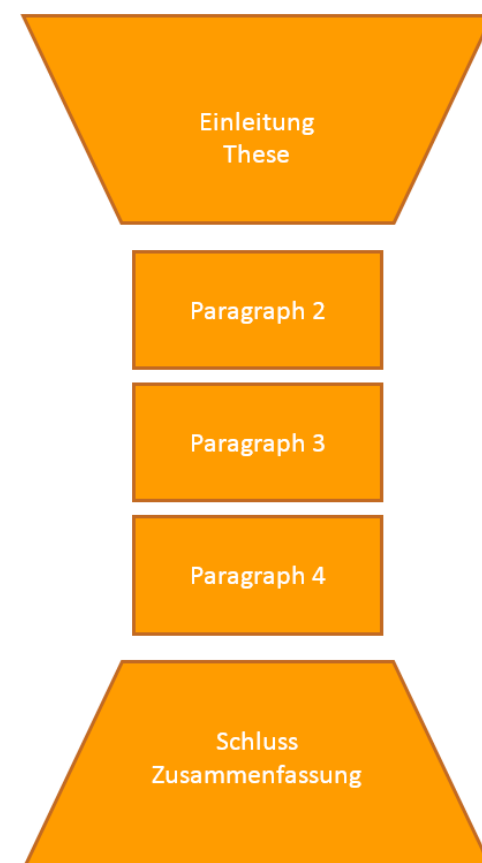 Einleitung
These
Paragraph 2
Paragraph 3
Paragraph 4
Schluss
Zusammenfassung